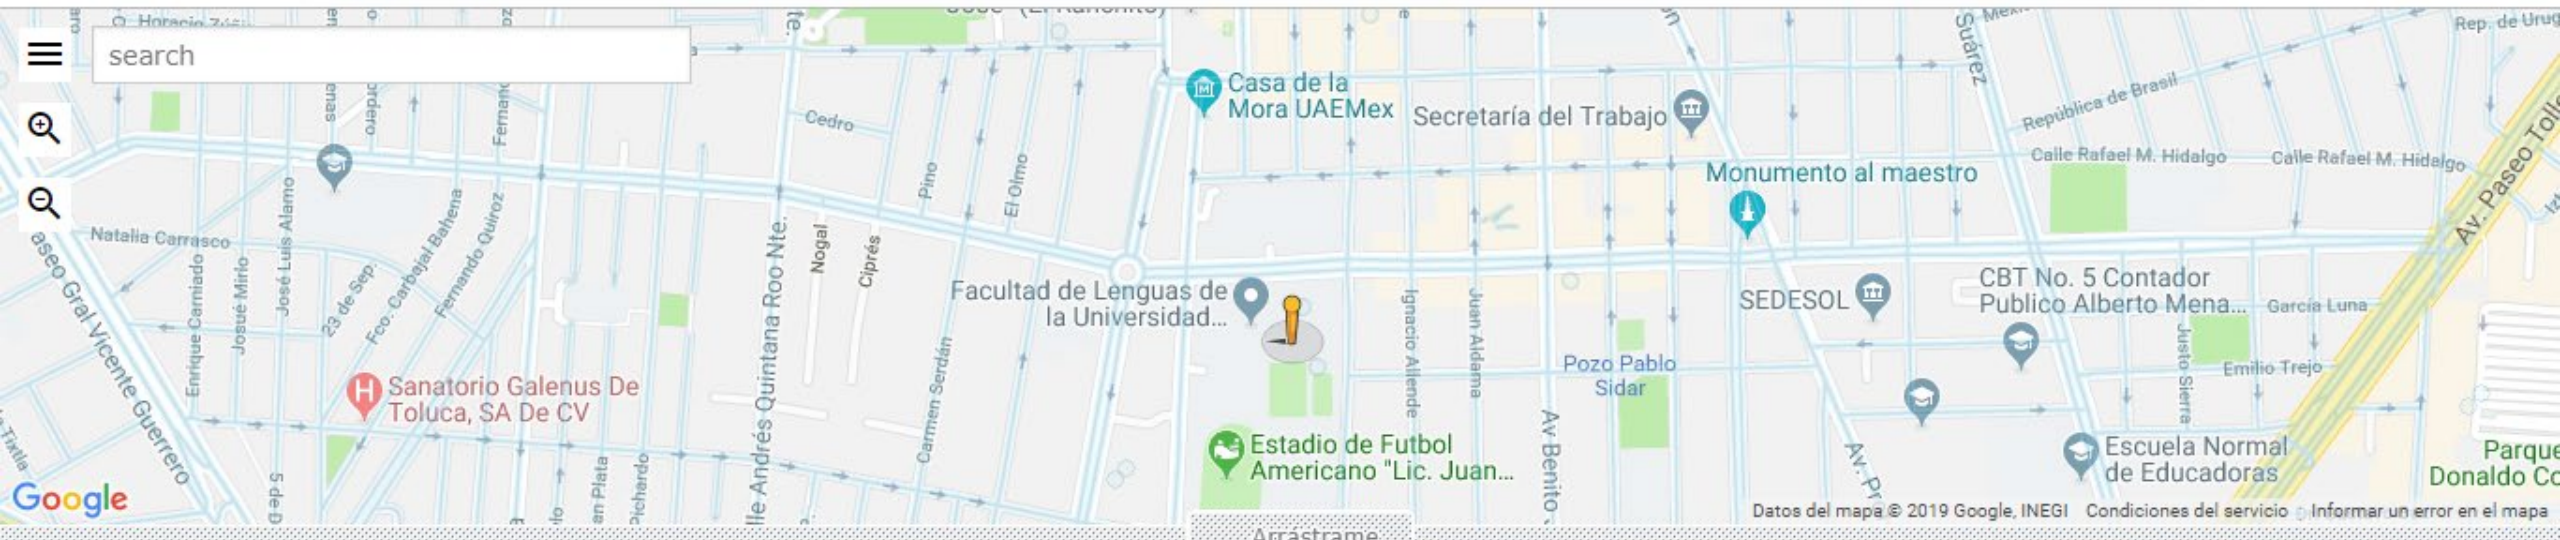 search
Cedro
Pino
El Olmo
Casa de la
Mora UAEMex
Secretaría del Trabajo
Monumento al maestro
Suárez
República de Brasil
Calle Rafael M. Hidalgo
Calle Rafael M. Hidalgo
Natalia Carrasco
Enrique Carniado
Josué Mirlo
José Luis Alamo
23 de Sep.
Fco. Carbajal Bahena
Fernando Quiroz
Nogal
Ciprés
Facultad de Lenguas de
la Universidad...
Ignacio Allende
Juan Aldama
SEDESOL
CBT No. 5 Contador
Publico Alberto Mena...
García Luna
Justo Sierra
Emilio Trejo
Pozo Pablo
Sidar
Sanatorio Galenus De
Toluca, SA De CV
Carmen Serdán
Andrés Quintana Roo Nte.
Gral Vicente Guerrero
Estadio de Futbol
Americano "Lic. Juan...
Av Benito
Escuela Normal
de Educadoras
Parque
Donaldo Co
Av. Paseo Toll
Pichardo
Google
Datos del mapa © 2019 Google, INEGI Condiciones del servicio Informar un error en el mapa